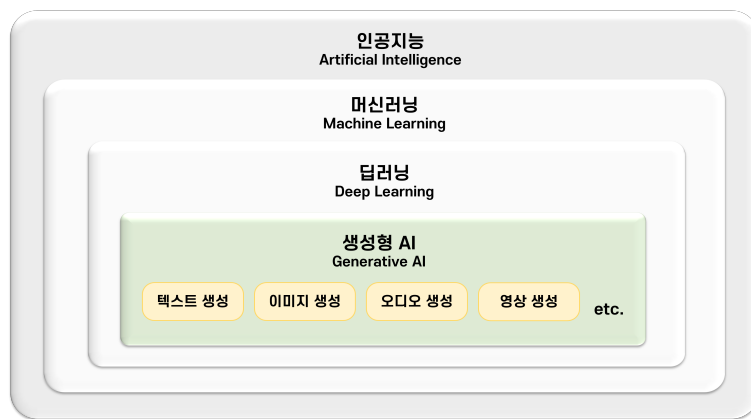 인공지능
Artificial Intelligence
머신러닝
Machine Learning
딥러닝
Deep Learning
생성형 AI
Generative AI
텍스트 생성 이미지 생성 오디오 생성 영상 생성 etc.